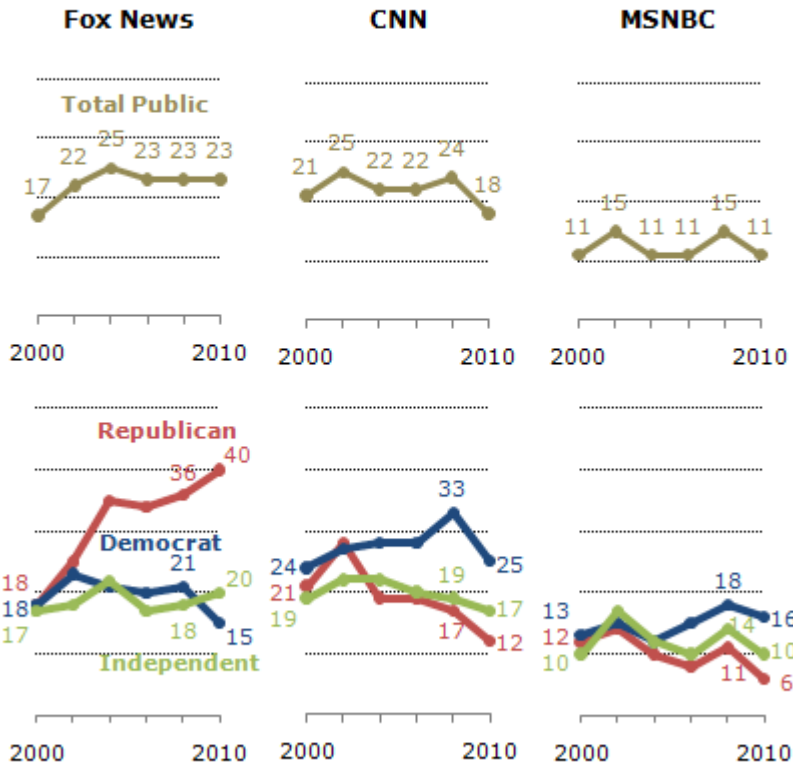 Fox News CNN MSNBC
Total Public
17 22 25 23 23 23
21 25 22 22 24 18
11 15 11 11 15 11
2000 2010 2000 2010 2000 2010
Republican
36 40
Democrat
18 18 17
21 20 18 15
Independent
24 21 19
33 25 19 17 17 12
13 12 10
18 16 14 10 11 6
2000 2010 2000 2010 2000 2010